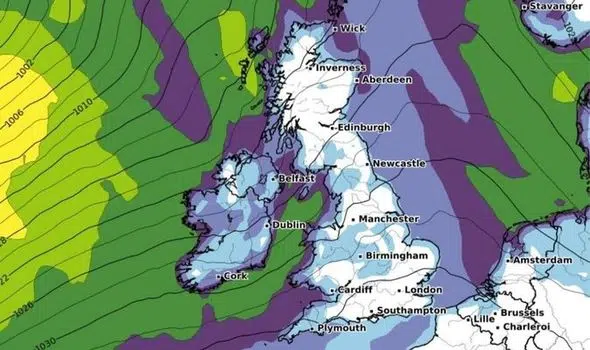 Stavanger
Wick
1002
Inverness
Aberdeen
1006
1010
Edinburgh
Newcastle
Belfast
Manchester
Dublin
Birmingham
Amsterdam
Cork
22
Cardiff
London
1026
Southampton
Brussels
Lille
Plymouth
Charleroi
1030